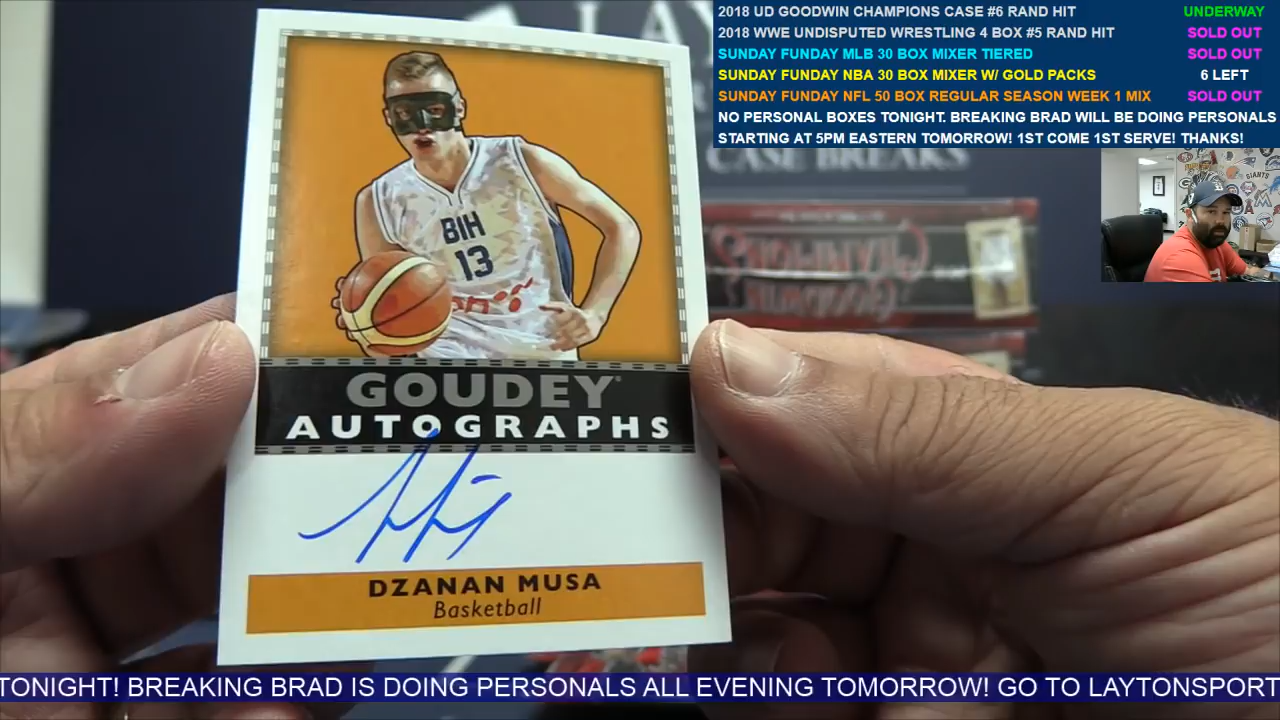 2018 UD GOODWIN CHAMPIONS CASE #6 RAND HIT UNDERWAY
2018 WWE UNDISPUTED WRESTLING 4 BOX #5 RAND HIT SOLD OUT
SUNDAY FUNDAY MLB 30 BOX MIXER TIERED SOLD OUT
SUNDAY FUNDAY NBA 30 BOX MIXER W/ GOLD PACKS 6 LEFT
SUNDAY FUNDAY NFL 50 BOX REGULAR SEASON WEEK 1 MIX SOLD OUT
NO PERSONAL BOXES TONIGHT. BREAKING BRAD WILL BE DOING PERSONALS
STARTING AT 5PM EASTERN TOMORROW! 1ST COME 1ST SERVE! THANKS!
CASE BREAKS
GIANTS
BIH
13
GOUDEY
AUTOGRAPHS
DZANAN MUSA
Basketball
TONIGHT! BREAKING BRAD IS DOING PERSONALS ALL EVENING TOMORROW! GO TO LAYTONSPORT